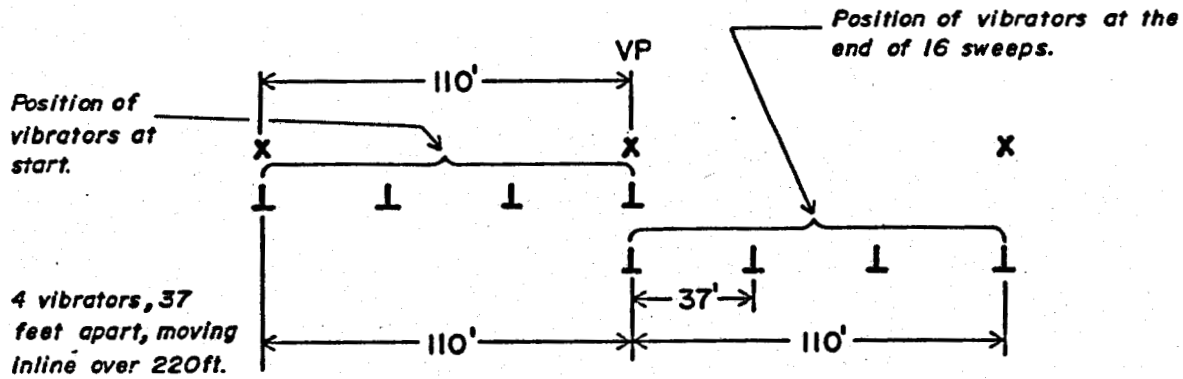 Position of vibrators at the
end of 16 sweeps.
VP
110'
Position of
vibrators at
start.
X
X
X
37'
4 vibrators, 37
feet apart, moving
inline over 220ft.
110'
110'